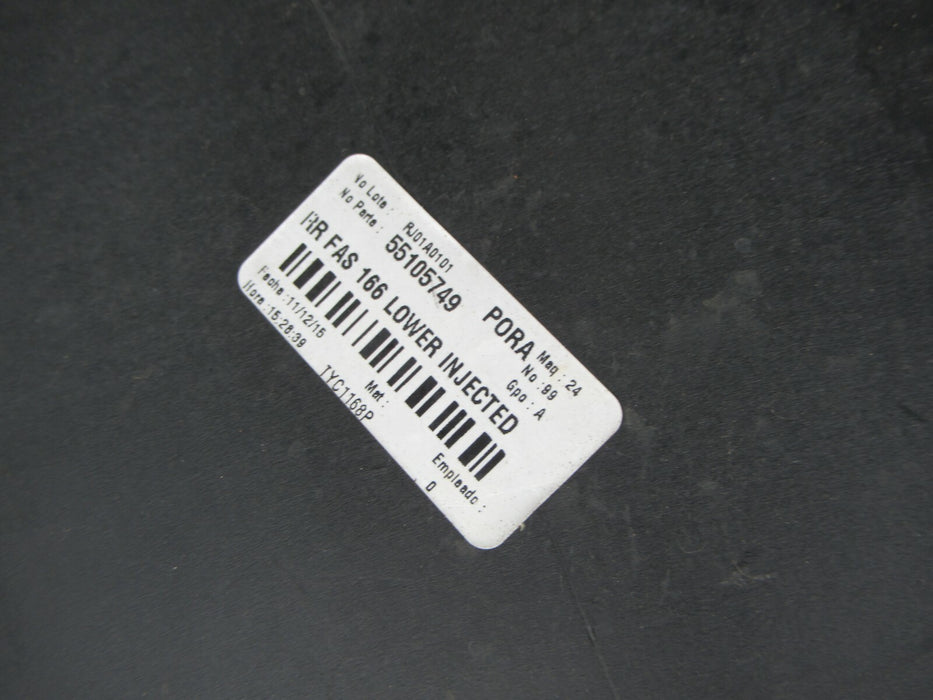 No Lote : RJ01A0101
No Parte : 55105749 PORA
RR FAS 166 LOWER INJECTED
Maq : 24
No : 89
Gpo : A
Fecha : 11/12/15
Hora : 15:28:39
Mat :
TYC1168P
Empleado :
0